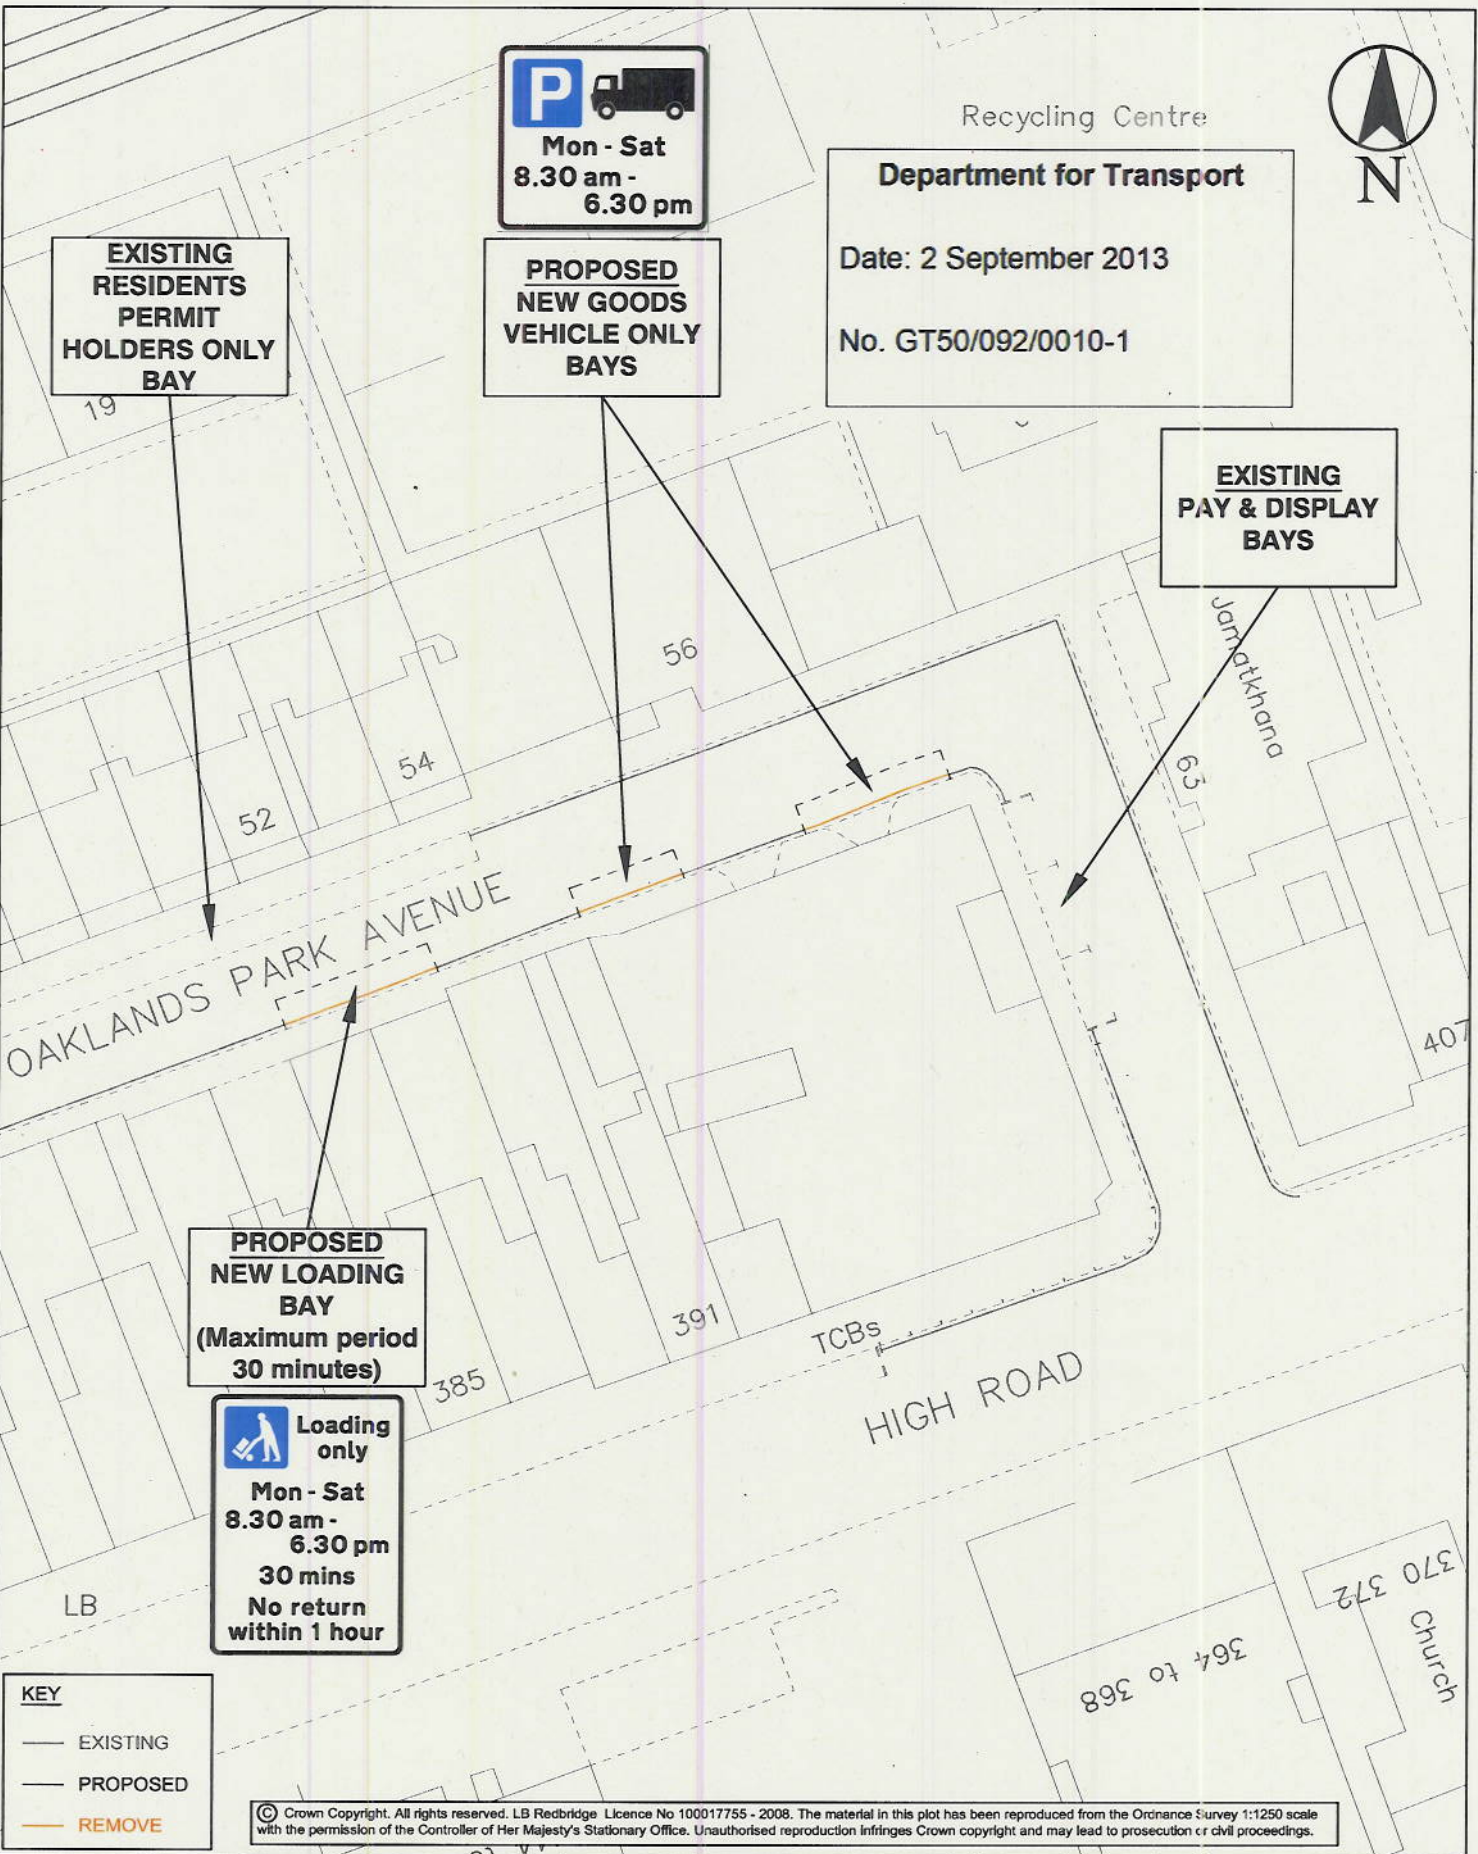 P
Mon - Sat
8.30 am -
6.30 pm
Recycling Centre
N
Department for Transport
Date: 2 September 2013
No. GT50/092/0010-1
EXISTING
RESIDENTS
PERMIT
HOLDERS ONLY
BAY
PROPOSED
NEW GOODS
VEHICLE ONLY
BAYS
EXISTING
PAY & DISPLAY
BAYS
19
56
54
52
Jamatkhana
63
OAKLANDS PARK AVENUE
407
PROPOSED
NEW LOADING
BAY
(Maximum period
30 minutes)
391
385
TCBs
HIGH ROAD
Loading
only
Mon - Sat
8.30 am -
6.30 pm
30 mins
No return
within 1 hour
LB
370 372
Church
364 to 368
KEY
EXISTING
PROPOSED
REMOVE
© Crown Copyright. All rights reserved. LB Redbridge Licence No 100017755 - 2008. The material in this plot has been reproduced from the Ordnance Survey 1:1250 scale
with the permission of the Controller of Her Majesty's Stationary Office. Unauthorised reproduction infringes Crown copyright and may lead to prosecution or civil proceedings.